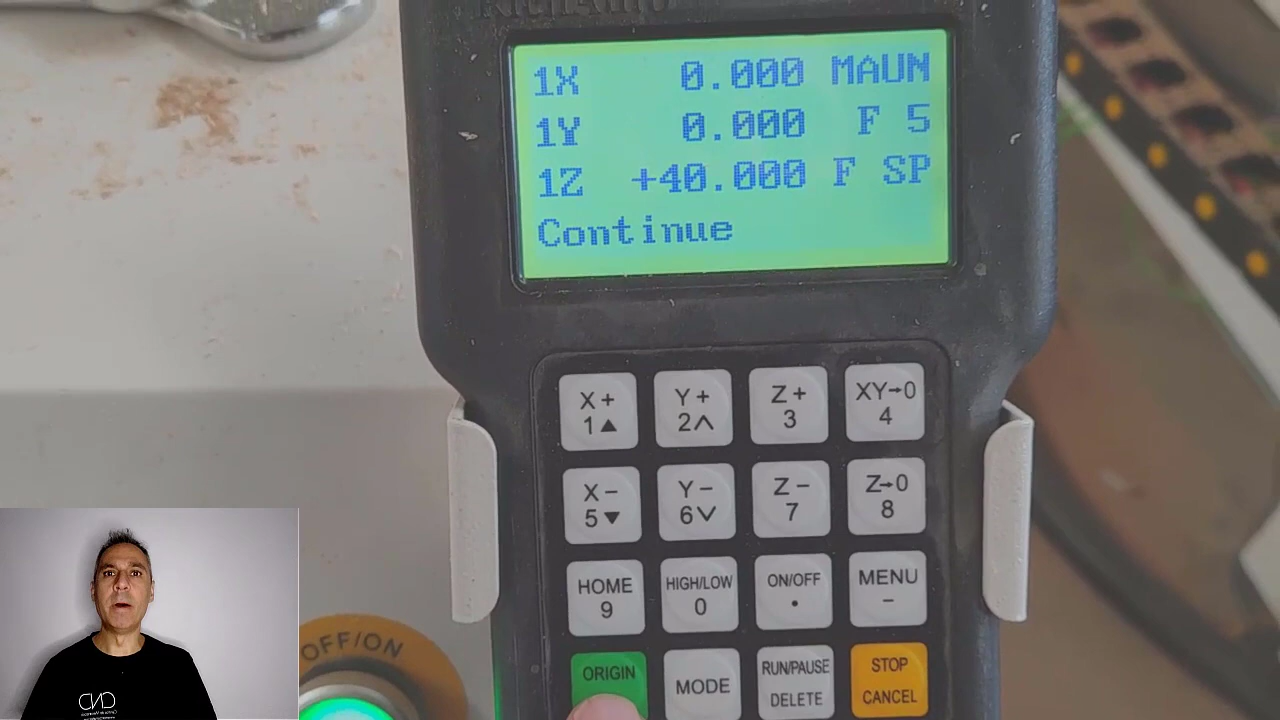 1X 0.000 MAUN
1Y 0.000 F 5
1Z +40.000 F SP
Continue
X+ 1▲
Y+ 2∧
Z+ 3
XY→0 4
X− 5▼
Y− 6∨
Z− 7
Z→0 8
HOME 9
HIGH/LOW 0
ON/OFF •
MENU −
ORIGIN
MODE
RUN/PAUSE DELETE
STOP CANCEL
OFF/ON
CND